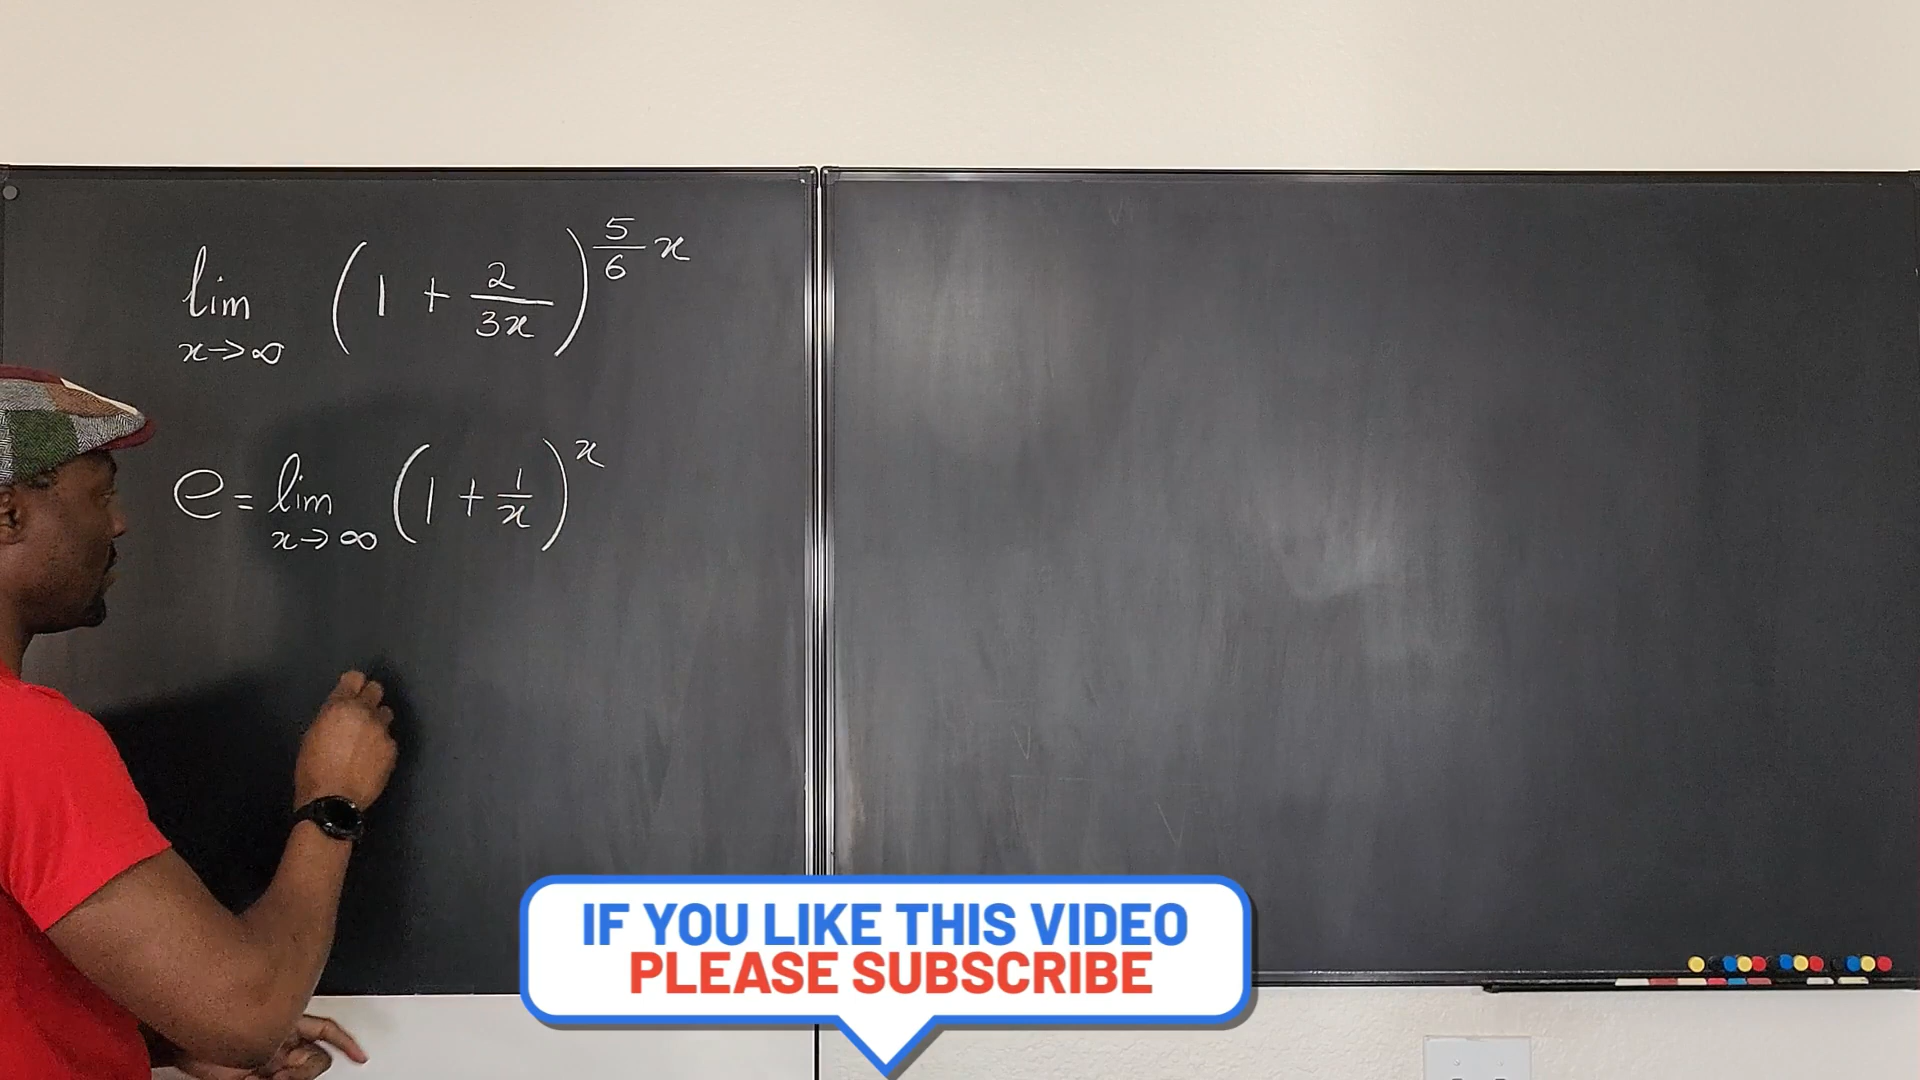 lim x→∞ (1 + 2/3x)^(5/6 x)
e = lim x→∞ (1 + 1/x)^x
IF YOU LIKE THIS VIDEO
PLEASE SUBSCRIBE